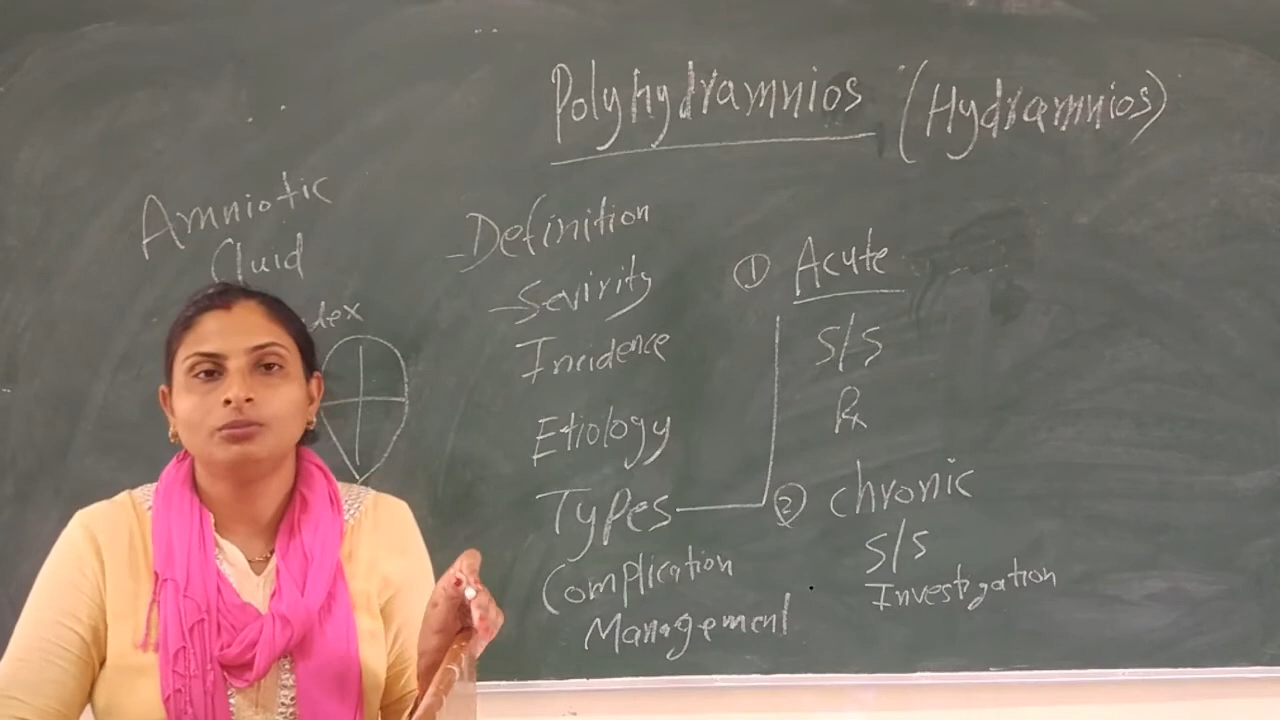 Polyhydramnios (Hydramnios)
Amniotic
fluid
dex
-Definition
-Sevirity
Incidence
Etiology
Types
Complication
Management
① Acute
S/S
Rx
② chronic
S/S
Investigation